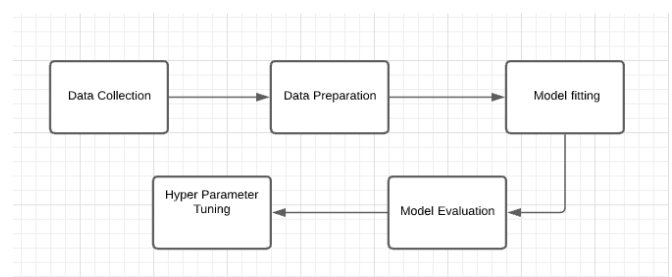 Data Collection
Data Preparation
Model fitting
Hyper Parameter
Tuning
Model Evaluation